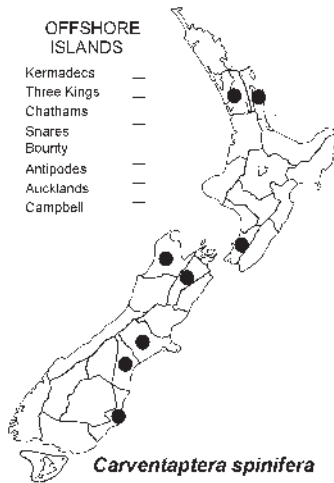 OFFSHORE
ISLANDS
Kermadecs —
Three Kings —
Chathams —
Snares —
Bounty —
Antipodes —
Aucklands —
Campbell —
Carventaptera spinifera